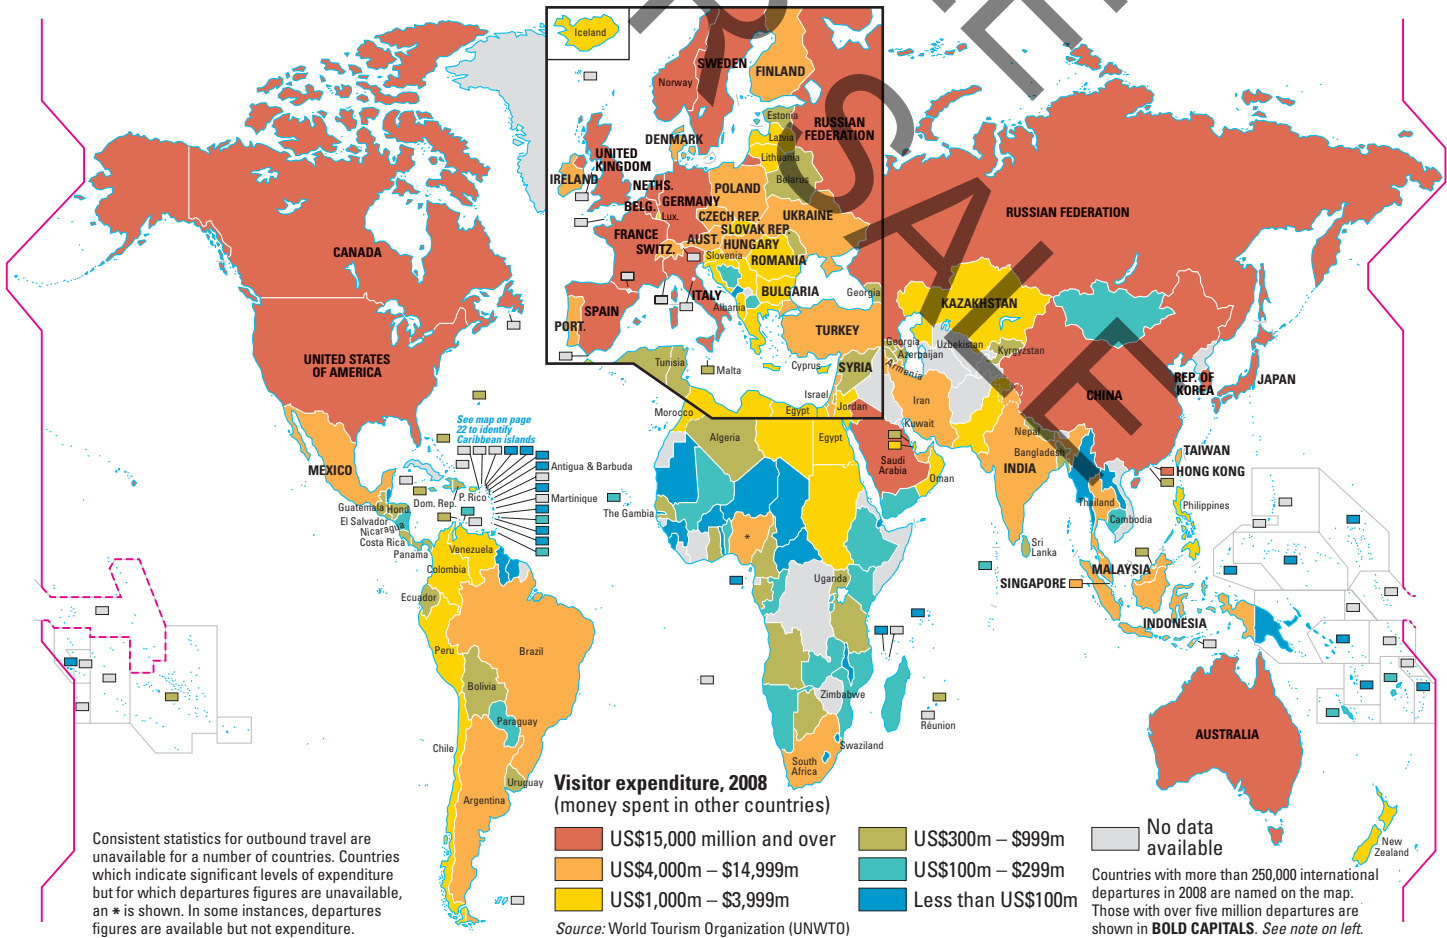 Iceland
SWEDEN
FINLAND
Norway
Estonia
Latvia
Lithuania
Belarus
RUSSIAN
FEDERATION
DENMARK
UNITED
KINGDOM
IRELAND
NETHS.
BELG.
GERMANY
Lux.
POLAND
CZECH REP.
SLOVAK REP.
UKRAINE
FRANCE
SWITZ.
AUST.
HUNGARY
Slovenia
ROMANIA
BULGARIA
ITALY
Albania
SPAIN
PORT.
TURKEY
Georgia
Tunisia
Malta
Cyprus
SYRIA
Israel
Jordan
Morocco
Egypt
CANADA
UNITED STATES
OF AMERICA
MEXICO
See map on page
22 to identify
Caribbean islands
Antigua & Barbuda
Martinique
P. Rico
Dom. Rep.
Guatemala
Hond.
El Salvador
Nicaragua
Costa Rica
Panama
Venezuela
Colombia
Ecuador
Peru
Brazil
Bolivia
Paraguay
Chile
Uruguay
Argentina
RUSSIAN FEDERATION
KAZAKHSTAN
Georgia
Azerbaijan
Armenia
Uzbekistan
Kyrgyzstan
Iran
Kuwait
Saudi
Arabia
Oman
Algeria
Egypt
The Gambia
*
Uganda
Zimbabwe
Swaziland
South
Africa
Réunion
CHINA
REP. OF
KOREA
JAPAN
TAIWAN
HONG KONG
Nepal
Bangladesh
INDIA
Thailand
Cambodia
Philippines
Sri
Lanka
MALAYSIA
SINGAPORE
INDONESIA
AUSTRALIA
New
Zealand
SALE
Visitor expenditure, 2008
(money spent in other countries)
US$15,000 million and over
US$4,000m – $14,999m
US$1,000m – $3,999m
US$300m – $999m
US$100m – $299m
Less than US$100m
No data
available
Source: World Tourism Organization (UNWTO)
Consistent statistics for outbound travel are
unavailable for a number of countries. Countries
which indicate significant levels of expenditure
but for which departures figures are unavailable,
an * is shown. In some instances, departures
figures are available but not expenditure.
Countries with more than 250,000 international
departures in 2008 are named on the map.
Those with over five million departures are
shown in BOLD CAPITALS. See note on left.